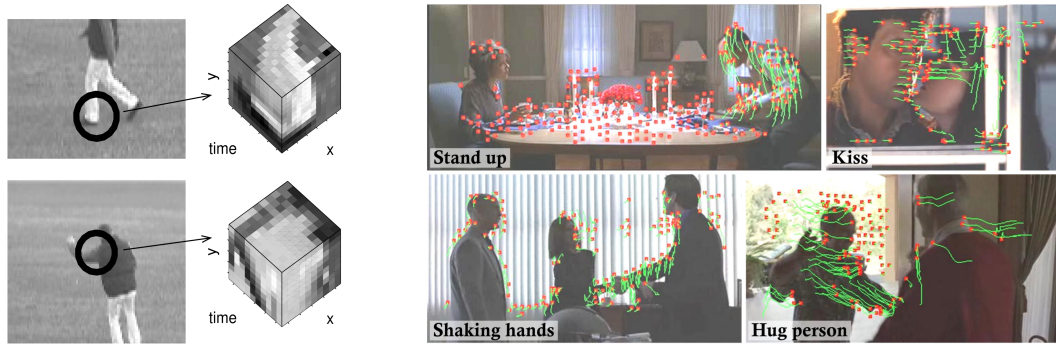 y
time
x
y
time
x
Stand up
Kiss
Shaking hands
Hug person